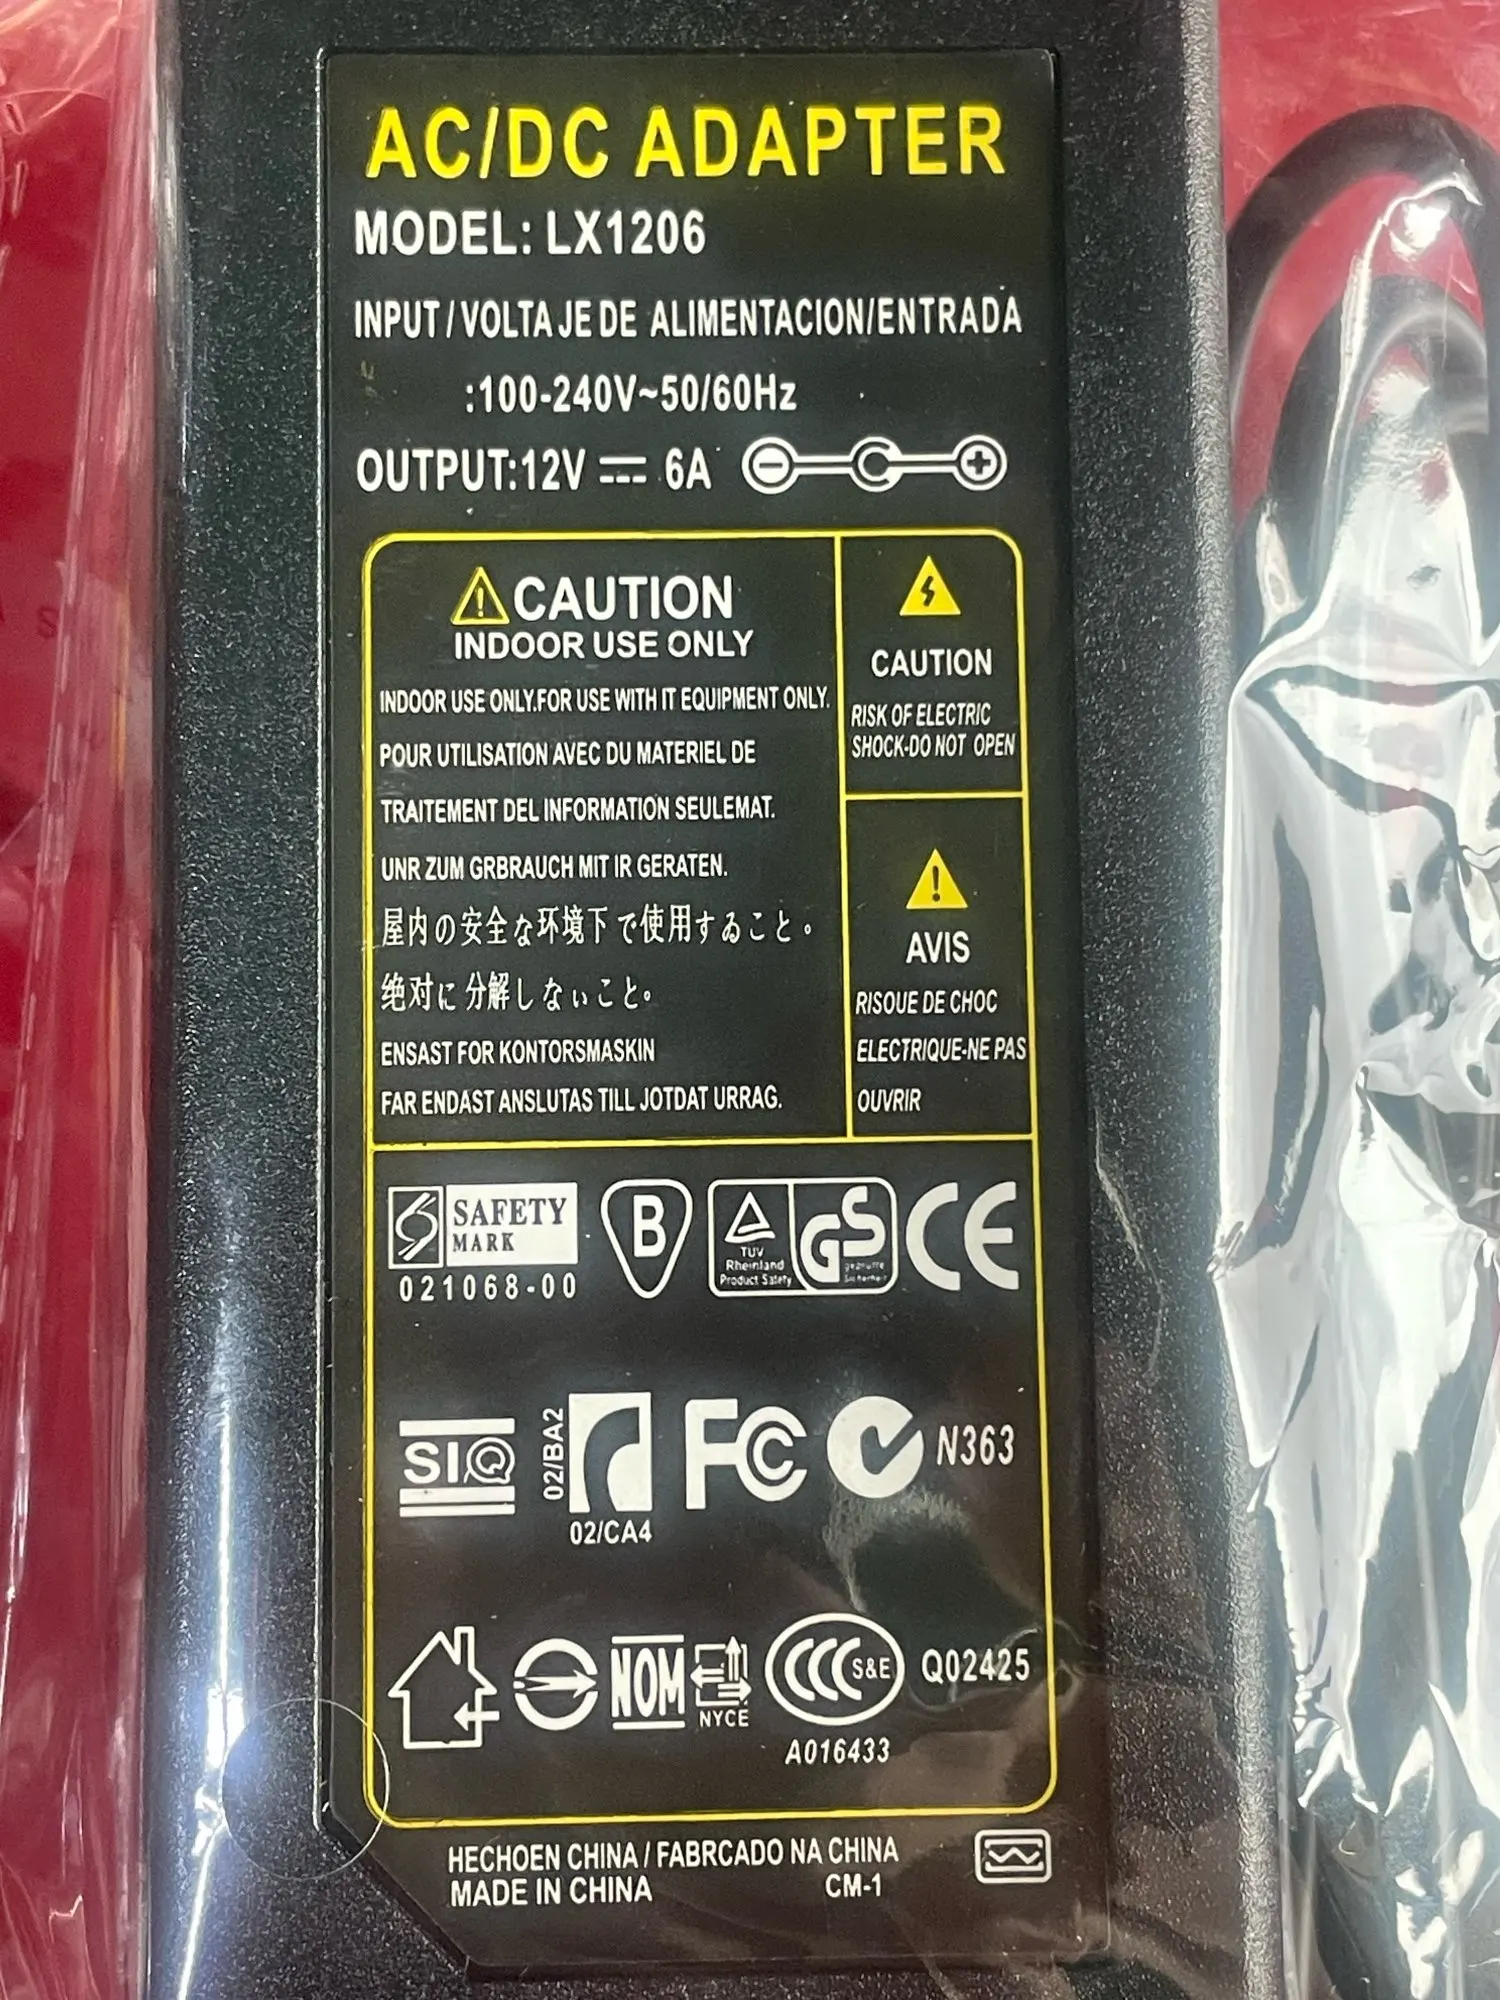 AC/DC ADAPTER
MODEL: LX1206
INPUT / VOLTA JE DE ALIMENTACION/ENTRADA
:100-240V~50/60Hz
OUTPUT:12V 6A
CAUTION
INDOOR USE ONLY
INDOOR USE ONLY.FOR USE WITH IT EQUIPMENT ONLY.
POUR UTILISATION AVEC DU MATERIEL DE
TRAITEMENT DEL INFORMATION SEULEMAT.
UNR ZUM GRBRAUCH MIT IR GERATEN.
屋内の安全な环境下で使用すゐこと。
绝对に分解しないこと。
ENSAST FOR KONTORSMASKIN
FAR ENDAST ANSLUTAS TILL JOTDAT URRAG.
CAUTION
RISK OF ELECTRIC
SHOCK-DO NOT OPEN
AVIS
RISOUE DE CHOC
ELECTRIQUE-NE PAS
OUVRIR
SAFETY
MARK
021068-00
B
TUV
Rheinland
Product Safety
GS
geprufte
Sicherheit
CE
SIQ
02/BA2
02/CA4
FC
N363
NOM
NYCE
CCC S&E
A016433
Q02425
HECHOEN CHINA / FABRCADO NA CHINA
MADE IN CHINA CM-1